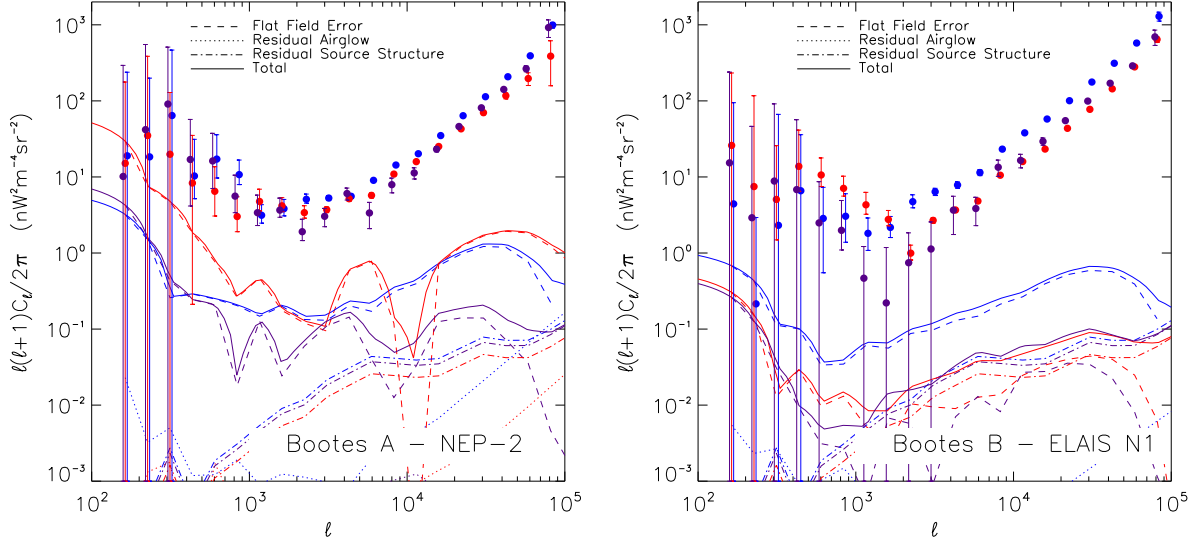 ℓ(ℓ+1)Cℓ/2π (nW²m⁻⁴sr⁻²)
10³
10²
10¹
10⁰
10⁻¹
10⁻²
10⁻³
Flat Field Error
Residual Airglow
Residual Source Structure
Total
Bootes A – NEP–2
10² 10³ 10⁴ 10⁵
ℓ
ℓ(ℓ+1)Cℓ/2π (nW²m⁻⁴sr⁻²)
10³
10²
10¹
10⁰
10⁻¹
10⁻²
10⁻³
Flat Field Error
Residual Airglow
Residual Source Structure
Total
Bootes B – ELAIS N1
10² 10³ 10⁴ 10⁵
ℓ